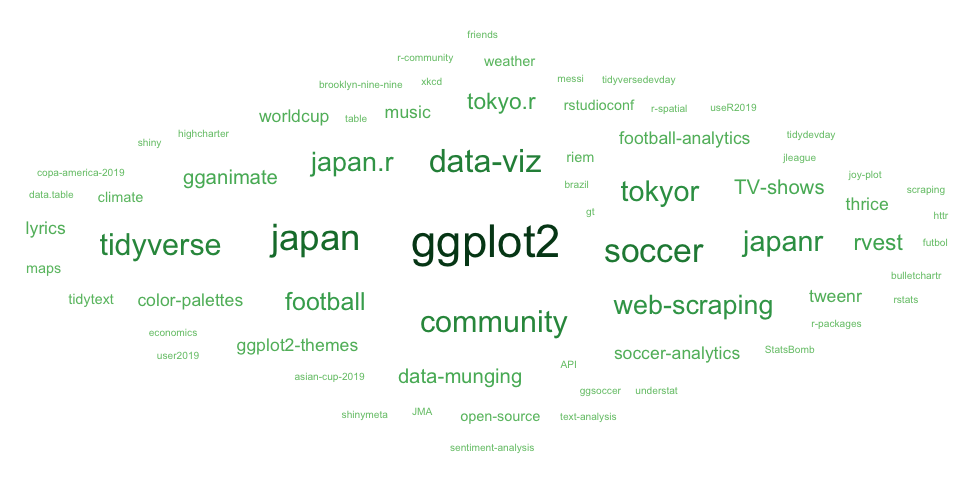 friends
r-community
weather
brooklyn-nine-nine
xkcd
messi
tidyversedevday
tokyo.r
rstudioconf
r-spatial
useR2019
worldcup
table
music
highcharter
football-analytics
tidydevday
shiny
japan.r
data-viz
riem
jleague
copa-america-2019
gganimate
brazil
tokyor
TV-shows
joy-plot
data.table
climate
thrice
scraping
gt
httr
lyrics
tidyverse
japan
ggplot2
soccer
japanr
rvest
futbol
maps
bulletchartr
tidytext
color-palettes
football
web-scraping
tweenr
rstats
community
r-packages
economics
user2019
ggplot2-themes
soccer-analytics
StatsBomb
asian-cup-2019
data-munging
API
ggsoccer
understat
shinymeta
JMA
open-source
text-analysis
sentiment-analysis